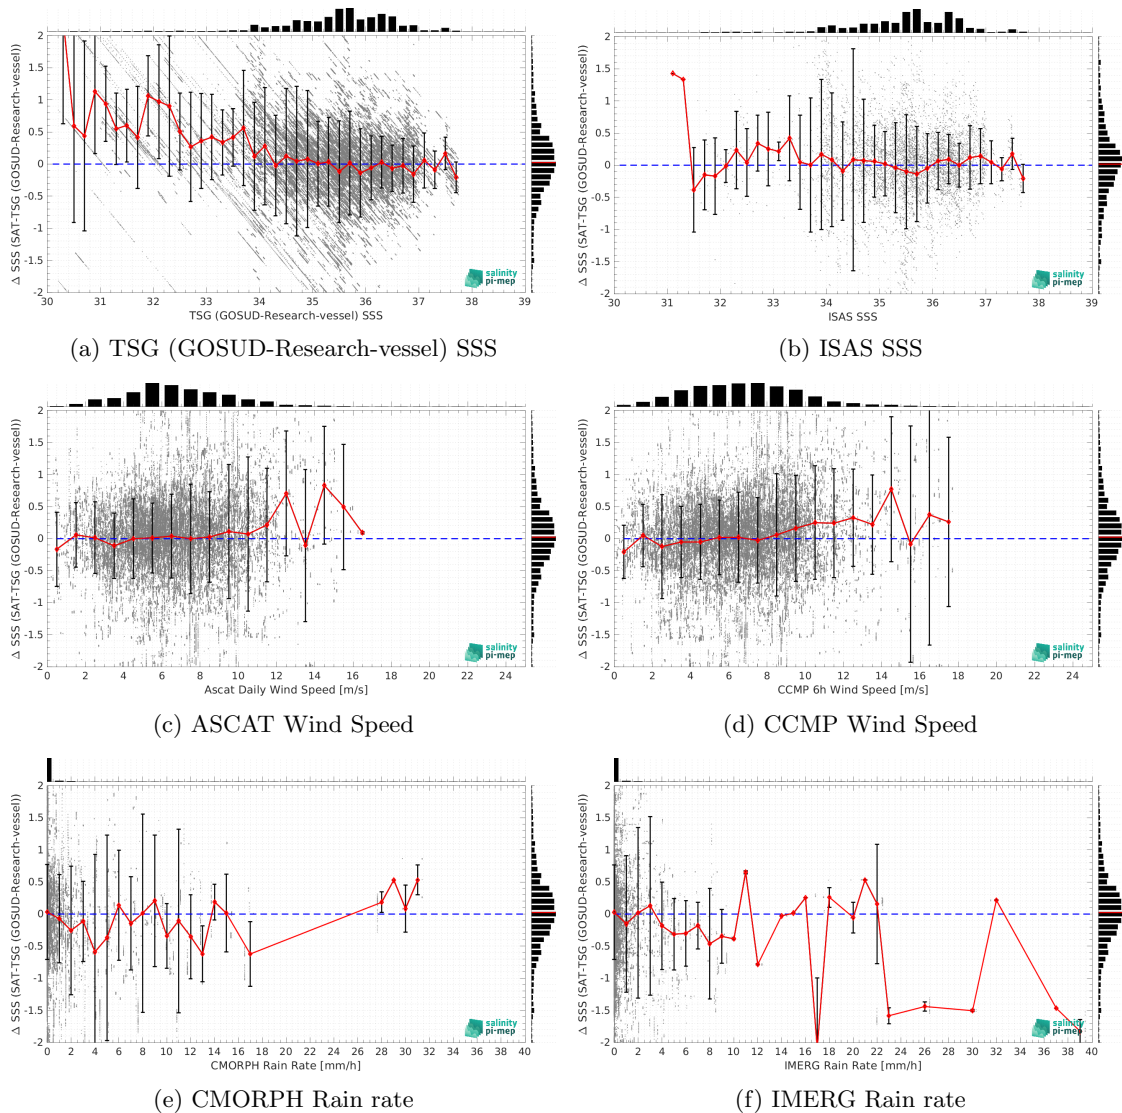 Δ SSS (SAT-TSG (GOSUD-Research-vessel))
2
1.5
1
0.5
0
-0.5
-1
-1.5
-2
30 31 32 33 34 35 36 37 38 39
TSG (GOSUD-Research-vessel) SSS
salinity
pi-mep
(a) TSG (GOSUD-Research-vessel) SSS
Δ SSS (SAT-TSG (GOSUD-Research-vessel))
2
1.5
1
0.5
0
-0.5
-1
-1.5
-2
30 31 32 33 34 35 36 37 38 39
ISAS SSS
salinity
pi-mep
(b) ISAS SSS
Δ SSS (SAT-TSG (GOSUD-Research-vessel))
2
1.5
1
0.5
0
-0.5
-1
-1.5
-2
0 2 4 6 8 10 12 14 16 18 20 22 24
Ascat Daily Wind Speed [m/s]
salinity
pi-mep
(c) ASCAT Wind Speed
Δ SSS (SAT-TSG (GOSUD-Research-vessel))
2
1.5
1
0.5
0
-0.5
-1
-1.5
-2
0 2 4 6 8 10 12 14 16 18 20 22 24
CCMP 6h Wind Speed [m/s]
salinity
pi-mep
(d) CCMP Wind Speed
Δ SSS (SAT-TSG (GOSUD-Research-vessel))
2
1.5
1
0.5
0
-0.5
-1
-1.5
-2
0 2 4 6 8 10 12 14 16 18 20 22 24 26 28 30 32 34 36 38 40
CMORPH Rain Rate [mm/h]
salinity
pi-mep
(e) CMORPH Rain rate
Δ SSS (SAT-TSG (GOSUD-Research-vessel))
2
1.5
1
0.5
0
-0.5
-1
-1.5
-2
0 2 4 6 8 10 12 14 16 18 20 22 24 26 28 30 32 34 36 38 40
IMERG Rain Rate [mm/h]
salinity
pi-mep
(f) IMERG Rain rate